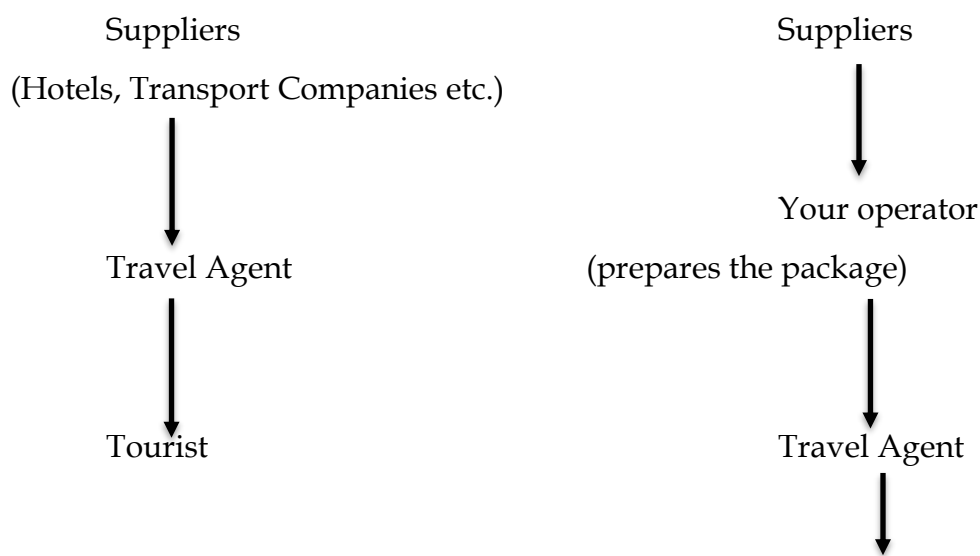 Suppliers
(Hotels, Transport Companies etc.)
Travel Agent
Tourist
Suppliers
Your operator
(prepares the package)
Travel Agent